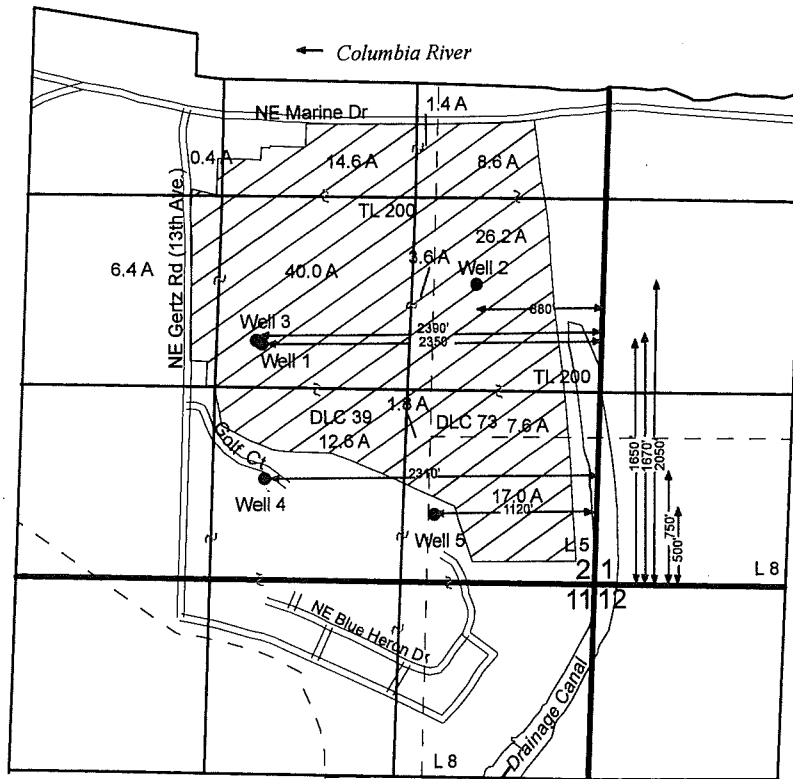 Columbia River
NE Marine Dr
1.4 A
0.4 A
14.6 A
8.6 A
TL 200
26.2 A
6.4 A
40.0 A
3.6 A
Well 2
NE Gertz Rd (13th Ave.)
880'
Well 3
2390'
2350'
Well 1
TL 200
DLC 39
1.8 A
DLC 73
7.6 A
12.6 A
Golf Ct
2310'
Well 4
17.0 A
1120'
Well 5
1650'
1670'
2050'
750'
500'
L 5
2
1
L 8
11
12
NE Blue Heron Dr
Drainage Canal
L 8